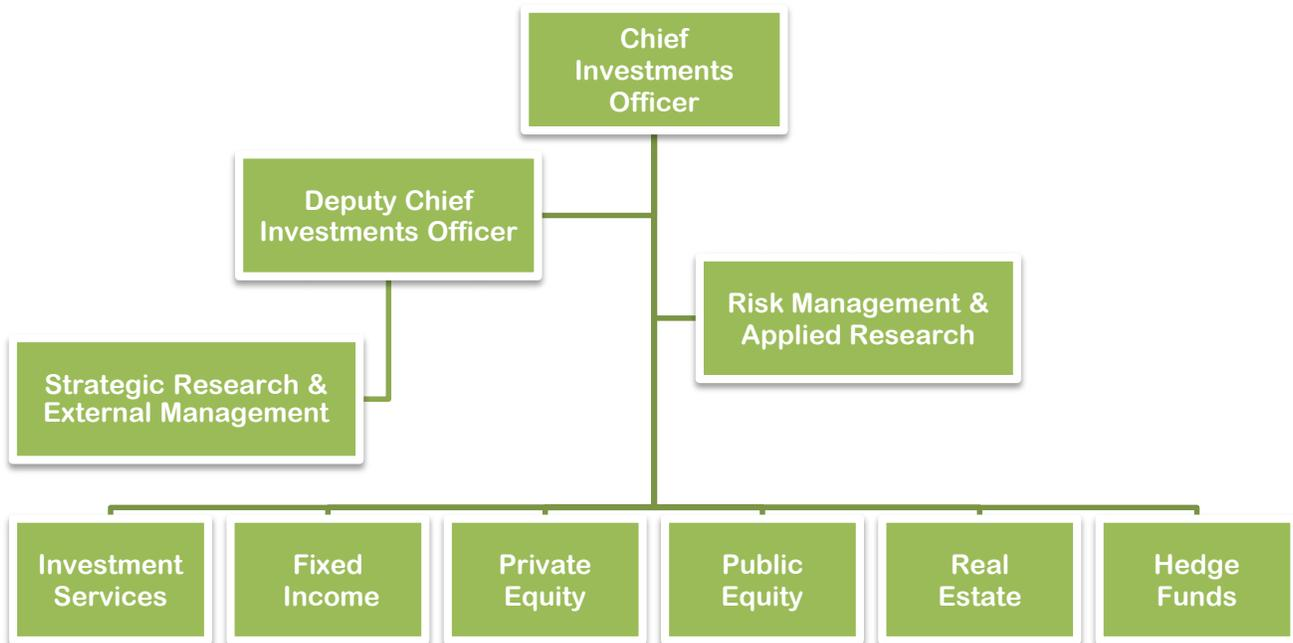 Chief
Investments
Officer
Deputy Chief
Investments Officer
Risk Management &
Applied Research
Strategic Research &
External Management
Investment
Services
Fixed
Income
Private
Equity
Public
Equity
Real
Estate
Hedge
Funds